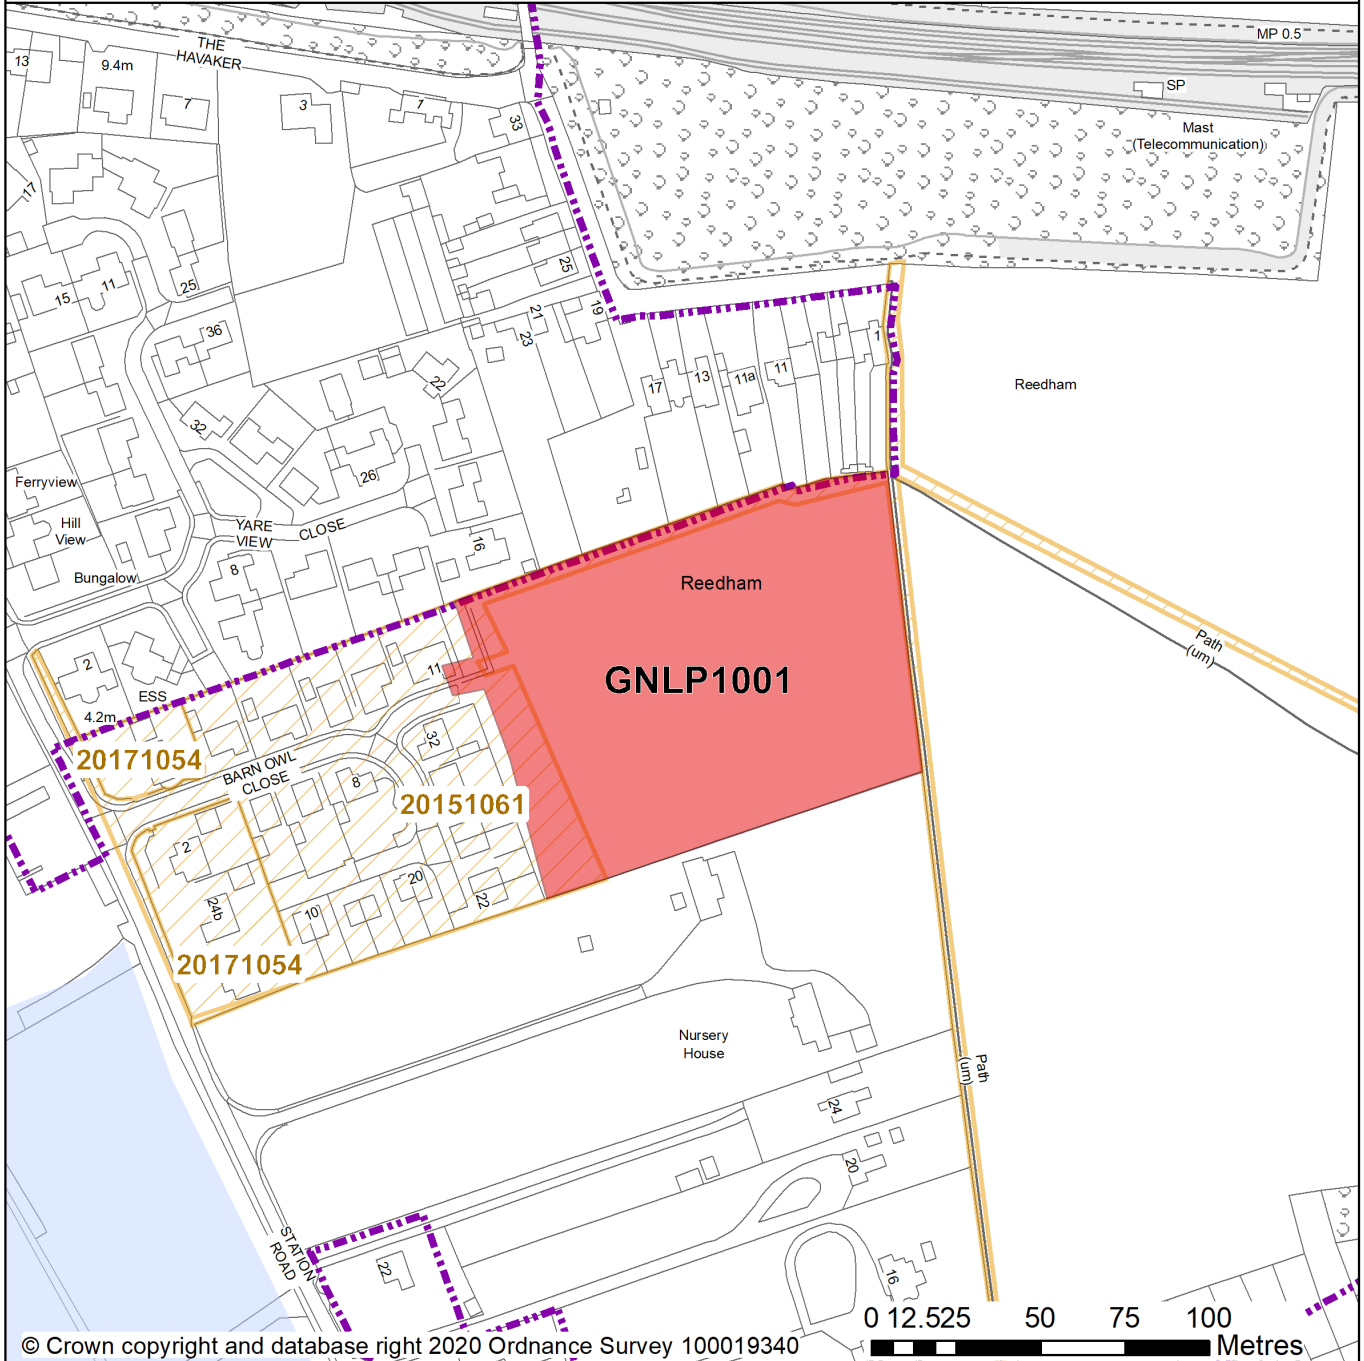 MP 0.5
THE
HAVAKER
13
9.4m
7
3
1
33
SP
Mast
(Telecommunication)
17
25
15
11
25
36
21
23
19
1
22
17
13
11a
11
Reedham
32
26
Ferryview
Hill
View
YARE
VIEW
CLOSE
16
Bungalow
8
Reedham
Path
(um)
2
11
GNLP1001
ESS
4.2m
32
20171054
BARN OWL
CLOSE
8
20151061
2
20
22
24b
10
20171054
Nursery
House
Path
(um)
24
20
STATION
ROAD
22
16
0 12.525 50 75 100
Metres
© Crown copyright and database right 2020 Ordnance Survey 100019340